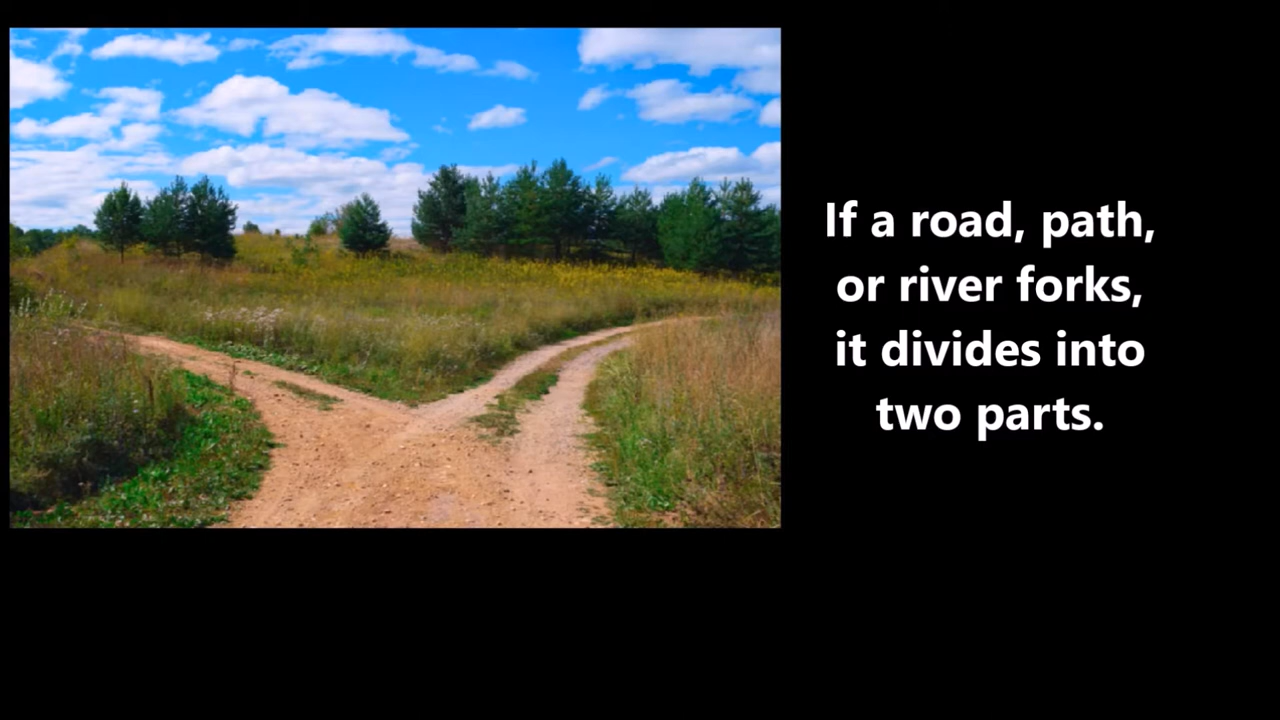 If a road, path,
or river forks,
it divides into
two parts.